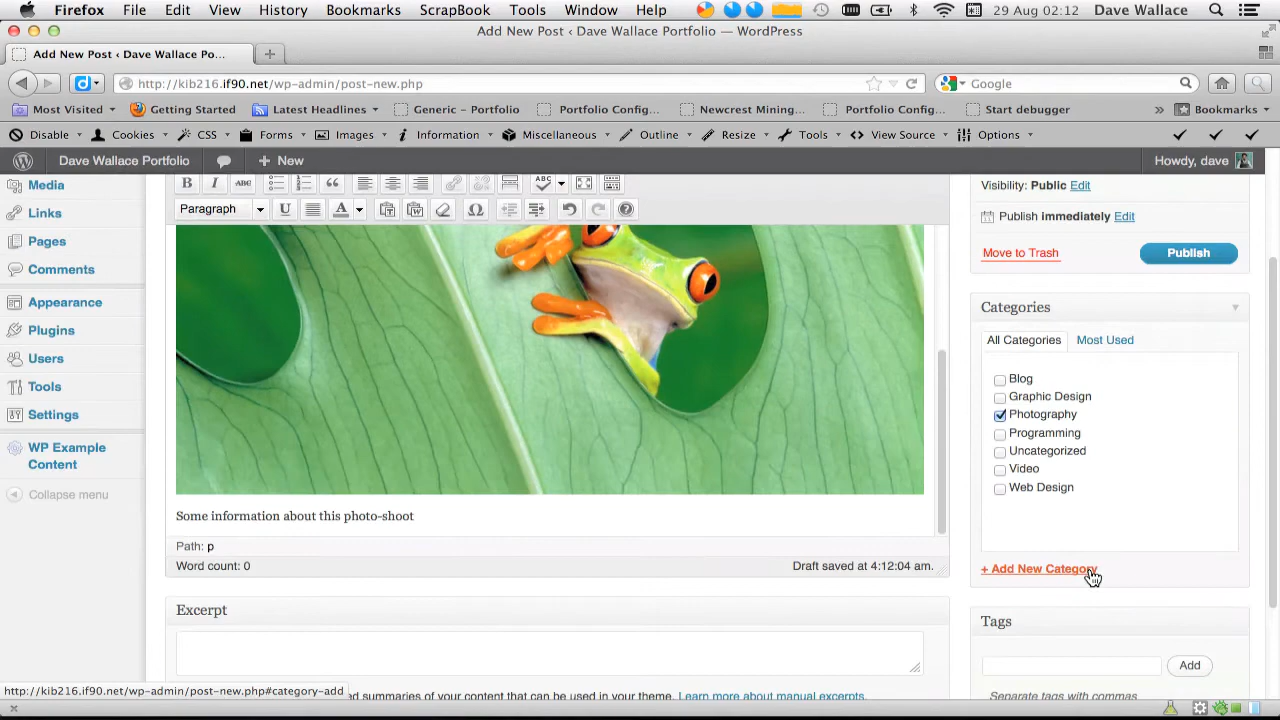 Firefox File Edit View History Bookmarks ScrapBook Tools Window Help 29 Aug 02:12 Dave Wallace
Add New Post ‹ Dave Wallace Portfolio — WordPress
Add New Post ‹ Dave Wallace Po...
http://kib216.if90.net/wp-admin/post-new.php Google
Most Visited Getting Started Latest Headlines Generic – Portfolio Portfolio Config... Newcrest Mining... Portfolio Config... Start debugger » Bookmarks
Disable Cookies CSS Forms Images Information Miscellaneous Outline Resize Tools View Source Options
Dave Wallace Portfolio + New Howdy, dave
Media
Links
Pages
Comments
Appearance
Plugins
Users
Tools
Settings
WP Example
Content
Collapse menu
B I ABC ABC
Paragraph U A
Some information about this photo-shoot
Path: p
Word count: 0 Draft saved at 4:12:04 am.
Excerpt
ed summaries of your content that can be used in your theme. Learn more about manual excerpts.
Visibility: Public Edit
Publish immediately Edit
Move to Trash Publish
Categories
All Categories Most Used
Blog
Graphic Design
Photography
Programming
Uncategorized
Video
Web Design
+ Add New Category
Tags
Add
Separate tags with commas
http://kib216.if90.net/wp-admin/post-new.php#category-add